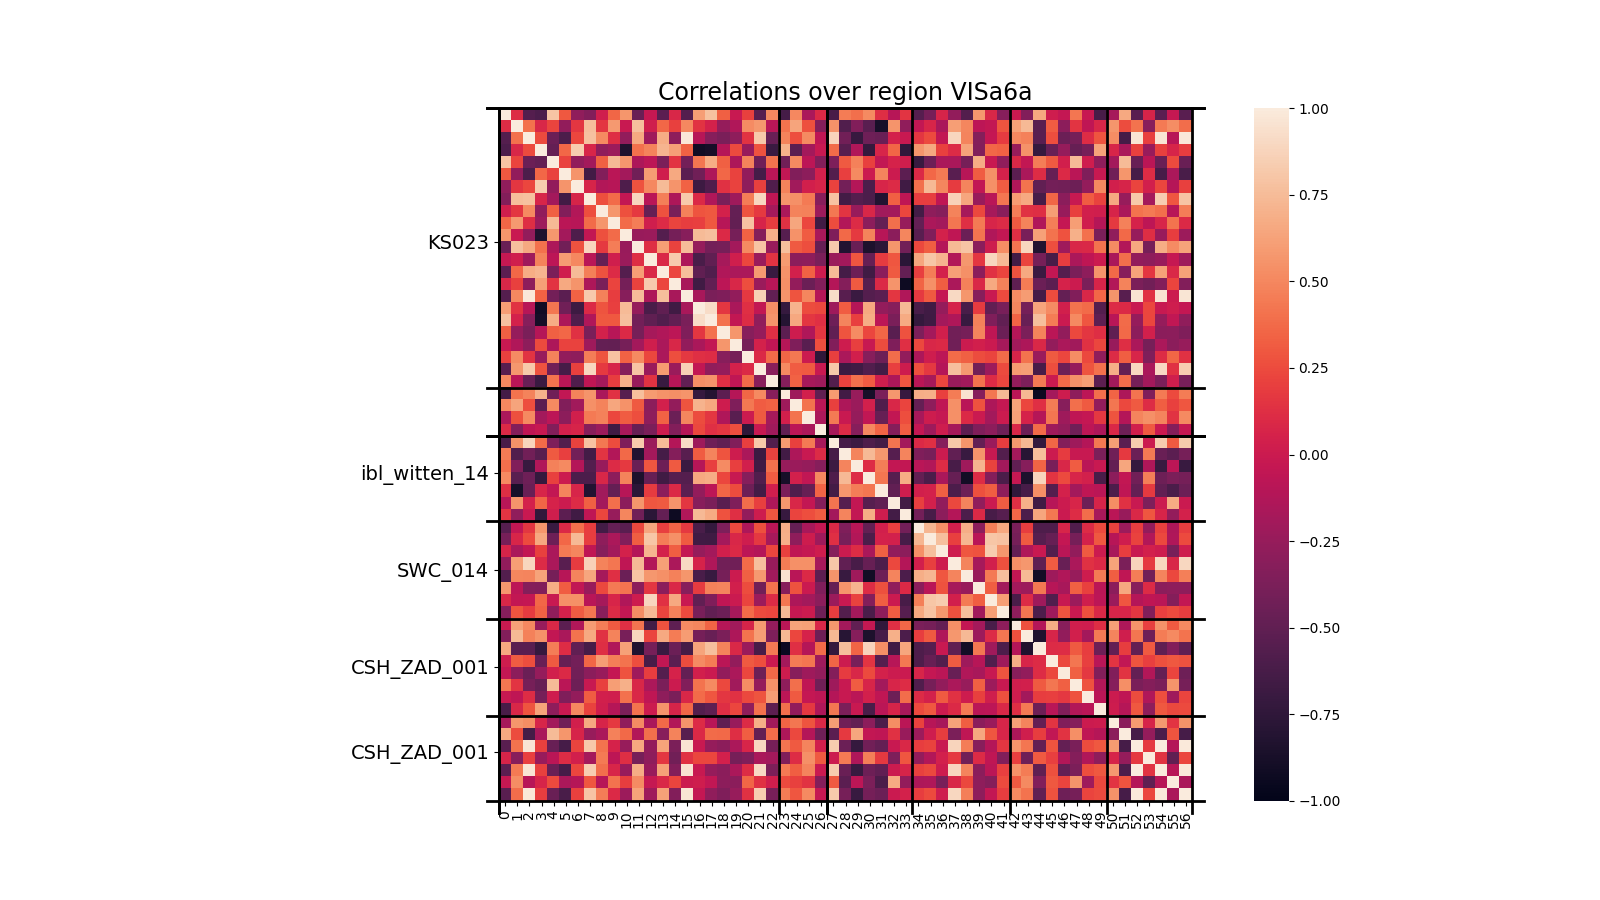 Correlations over region VISa6a
KS023
ibl_witten_14
SWC_014
CSH_ZAD_001
CSH_ZAD_001
0 1 2 3 4 5 6 7 8 9 10 11 12 13 14 15 16 17 18 19 20 21 22 23 24 25 26 27 28 29 30 31 32 33 34 35 36 37 38 39 40 41 42 43 44 45 46 47 48 49 50 51 52 53 54 55 56
1.00
0.75
0.50
0.25
0.00
−0.25
−0.50
−0.75
−1.00